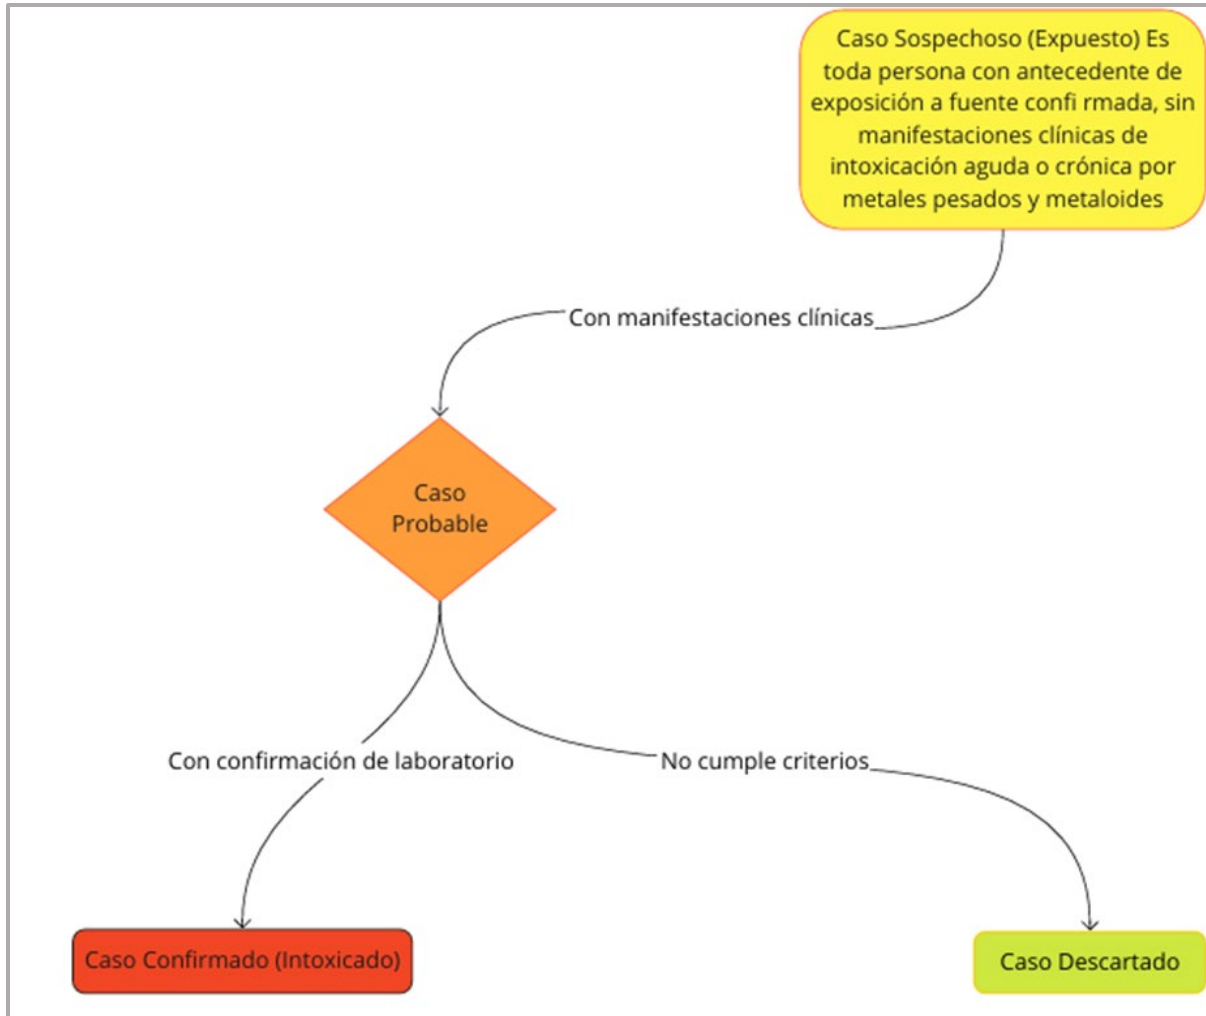 Caso Sospechoso (Expuesto) Es
toda persona con antecedente de
exposición a fuente confi rmada, sin
manifestaciones clínicas de
intoxicación aguda o crónica por
metales pesados y metaloides
Con manifestaciones clínicas
Caso
Probable
Con confirmación de laboratorio
No cumple criterios
Caso Confirmado (Intoxicado)
Caso Descartado